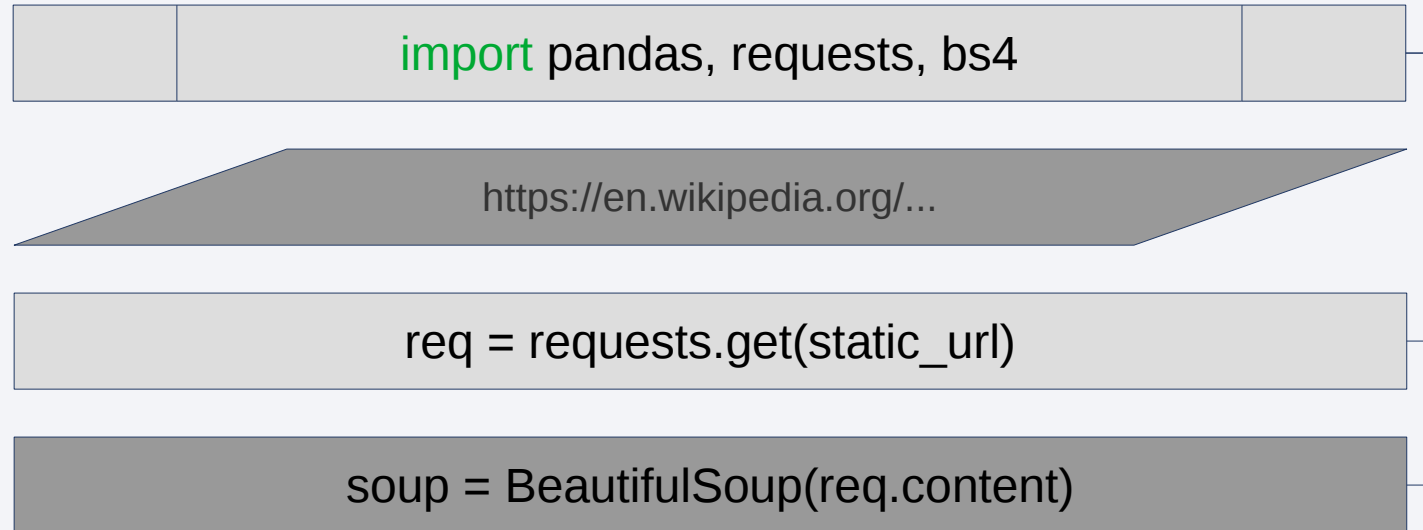 import pandas, requests, bs4
https://en.wikipedia.org/...
req = requests.get(static_url)
soup = BeautifulSoup(req.content)